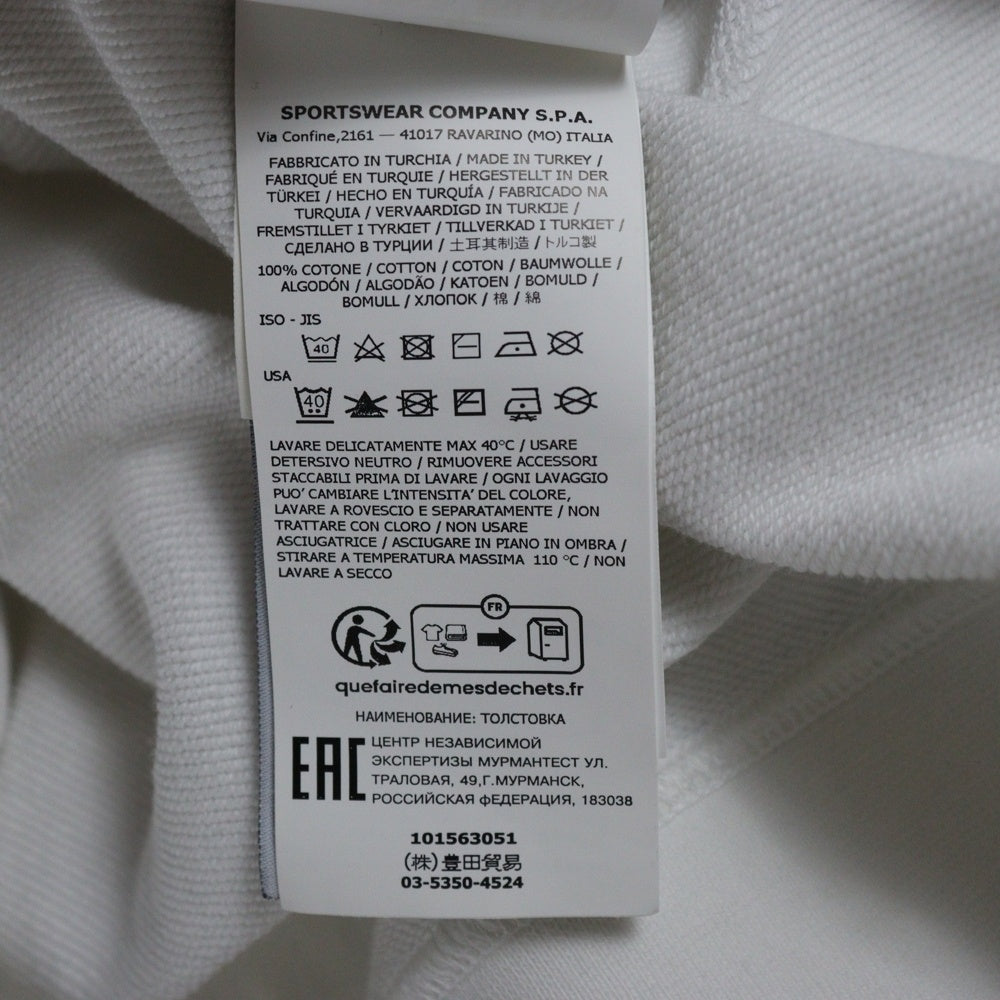 SPORTSWEAR COMPANY S.P.A.
Via Confine,2161 — 41017 RAVARINO (MO) ITALIA
FABBRICATO IN TURCHIA / MADE IN TURKEY /
FABRIQUÉ EN TURQUIE / HERGESTELLT IN DER
TÜRKEI / HECHO EN TURQUÍA / FABRICADO NA
TURQUIA / VERVAARDIGD IN TURKIJE /
FREMSTILLET I TYRKIET / TILLVERKAD I TURKIET /
СДЕЛАНО В ТУРЦИИ / 土耳其制造 / トルコ製
100% COTONE / COTTON / COTON / BAUMWOLLE /
ALGODÓN / ALGODÃO / KATOEN / BOMULD /
BOMULL / ХЛОПОК / 棉 / 綿
ISO - JIS
40
USA
40
LAVARE DELICATAMENTE MAX 40°C / USARE
DETERSIVO NEUTRO / RIMUOVERE ACCESSORI
STACCABILI PRIMA DI LAVARE / OGNI LAVAGGIO
PUO' CAMBIARE L'INTENSITA' DEL COLORE,
LAVARE A ROVESCIO E SEPARATAMENTE / NON
TRATTARE CON CLORO / NON USARE
ASCIUGATRICE / ASCIUGARE IN PIANO IN OMBRA /
STIRARE A TEMPERATURA MASSIMA 110 °C / NON
LAVARE A SECCO
FR
quefairedemesdechets.fr
НАИМЕНОВАНИЕ: ТОЛСТОВКА
EAC
ЦЕНТР НЕЗАВИСИМОЙ
ЭКСПЕРТИЗЫ МУРМАНТЕСТ УЛ.
ТРАЛОВАЯ, 49,Г.МУРМАНСК,
РОССИЙСКАЯ фЕДЕРАЦИЯ, 183038
101563051
(株)豊田貿易
03-5350-4524